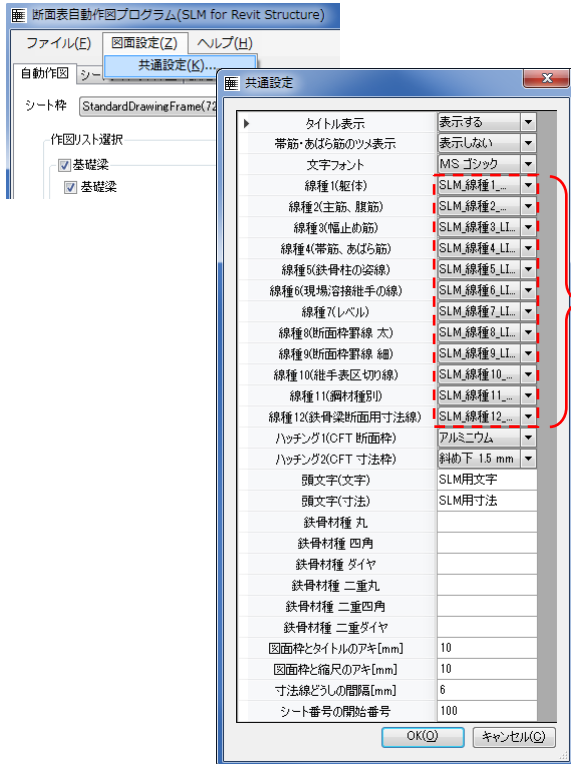 断面表自動作図プログラム(SLM for Revit Structure)
ファイル(F) 図面設定(Z) ヘルプ(H)
共通設定(K)...
自動作図 シー
シート枠 StandardDrawingFrame(72
作図リスト選択
基礎梁
基礎梁
共通設定
タイトル表示 表示する
帯筋・あばら筋のツメ表示 表示しない
文字フォント MS ゴシック
線種1(躯体) SLM_線種1_...
線種2(主筋、腹筋) SLM_線種2_...
線種3(幅止め筋) SLM_線種3_LI...
線種4(帯筋、あばら筋) SLM_線種4_LI...
線種5(鉄骨柱の姿線) SLM_線種5_LI...
線種6(現場溶接継手の線) SLM_線種6_LI...
線種7(レベル) SLM_線種7_LI...
線種8(断面枠罫線 太) SLM_線種8_LI...
線種9(断面枠罫線 細) SLM_線種9_LI...
線種10(継手表区切り線) SLM_線種10_...
線種11(鋼材種別) SLM_線種11_...
線種12(鉄骨梁断面用寸法線) SLM_線種12_...
ハッチング1(CFT 断面枠) アルミニウム
ハッチング2(CFT 寸法枠) 斜め下 1.5 mm
頭文字(文字) SLM用文字
頭文字(寸法) SLM用寸法
鉄骨材種 丸
鉄骨材種 四角
鉄骨材種 ダイヤ
鉄骨材種 二重丸
鉄骨材種 二重四角
鉄骨材種 二重ダイヤ
図面枠とタイトルのアキ[mm] 10
図面枠と縮尺のアキ[mm] 10
寸法線どうしの間隔[mm] 6
シート番号の開始番号 100
OK(O) キャンセル(C)